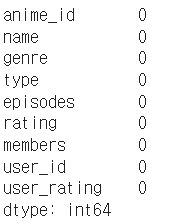 anime_id 0
name 0
genre 0
type 0
episodes 0
rating 0
members 0
user_id 0
user_rating 0
dtype: int64